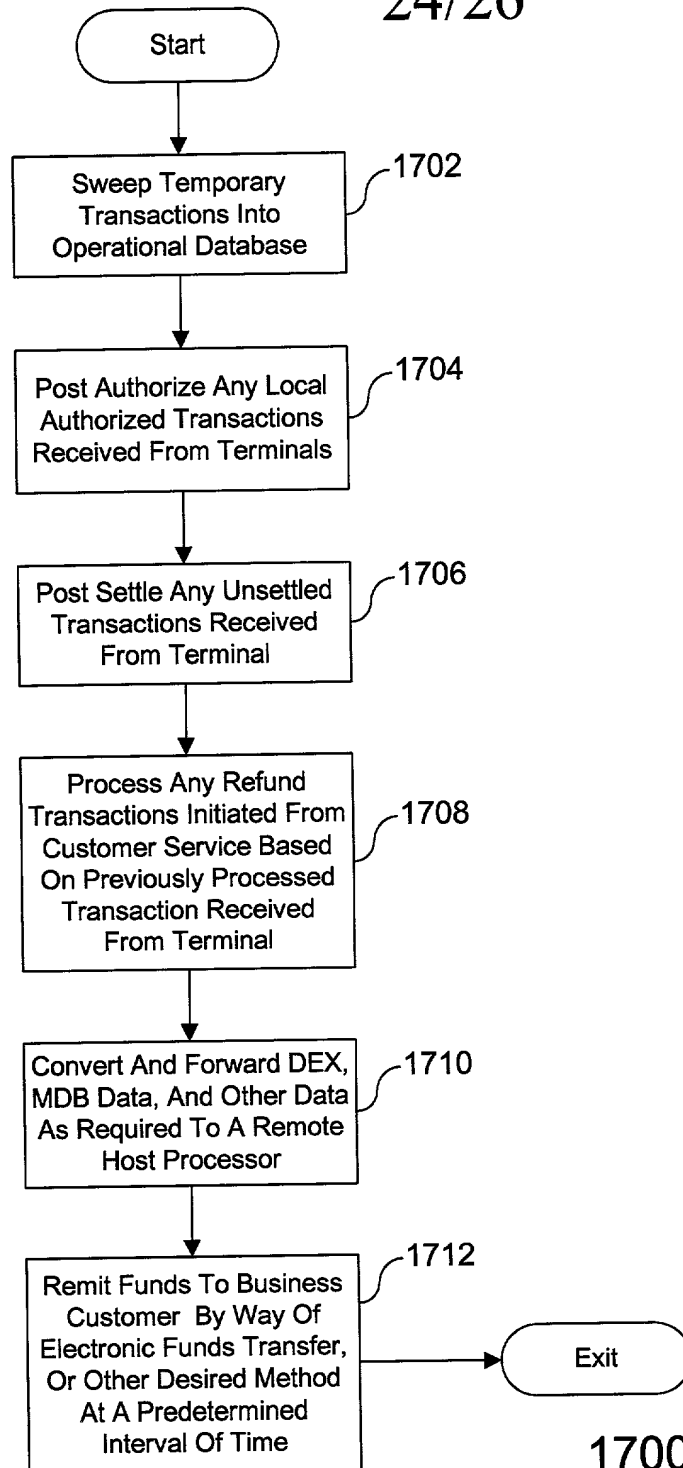 24/26
Start
Sweep Temporary
Transactions Into
Operational Database
1702
Post Authorize Any Local
Authorized Transactions
Received From Terminals
1704
Post Settle Any Unsettled
Transactions Received
From Terminal
1706
Process Any Refund
Transactions Initiated From
Customer Service Based
On Previously Processed
Transaction Received
From Terminal
1708
Convert And Forward DEX,
MDB Data, And Other Data
As Required To A Remote
Host Processor
1710
Remit Funds To Business
Customer By Way Of
Electronic Funds Transfer,
Or Other Desired Method
At A Predetermined
Interval Of Time
1712
Exit
1700